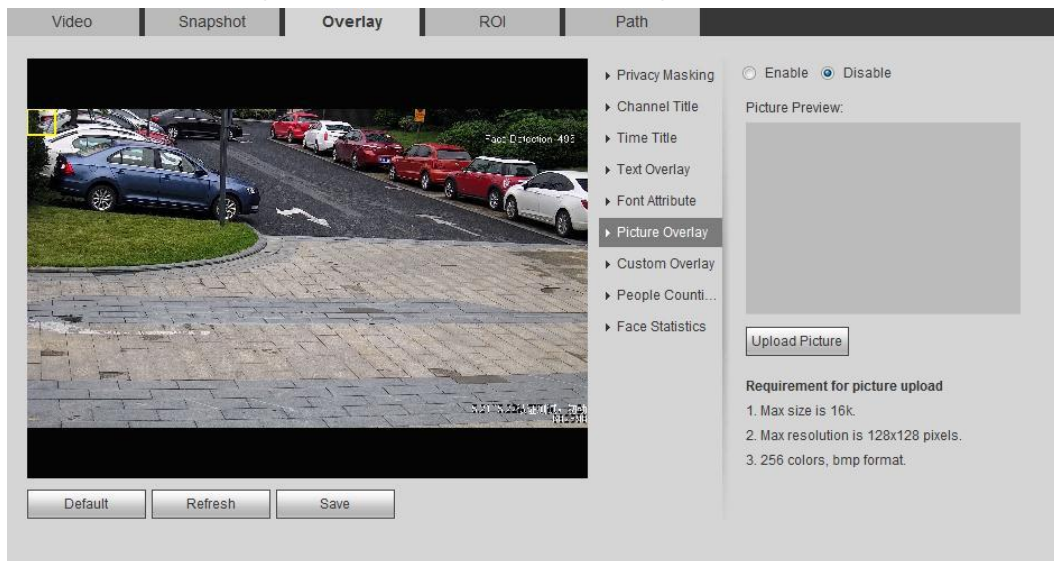 Video Snapshot Overlay ROI Path
Face Detection
Privacy Masking
Channel Title
Time Title
Text Overlay
Font Attribute
Picture Overlay
Custom Overlay
People Counti...
Face Statistics
Enable Disable
Picture Preview:
Upload Picture
Requirement for picture upload
1. Max size is 16k.
2. Max resolution is 128x128 pixels.
3. 256 colors, bmp format.
Default Refresh Save